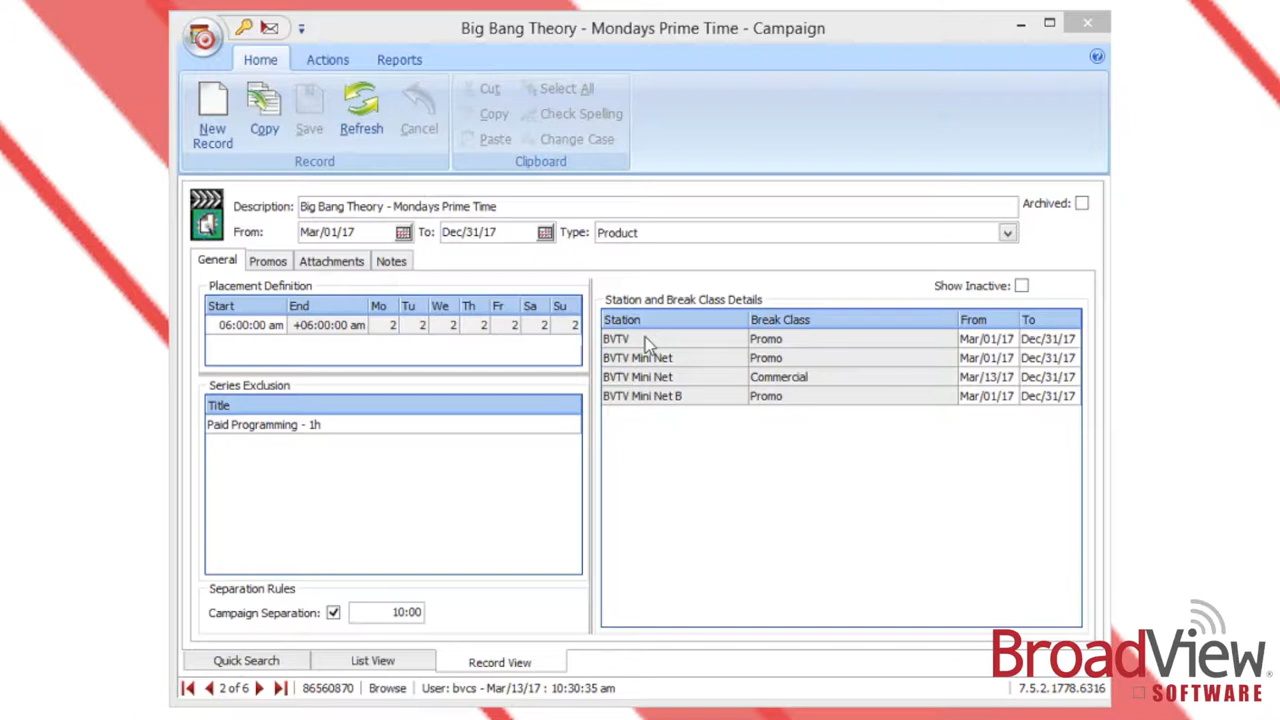 Big Bang Theory - Mondays Prime Time - Campaign
Home Actions Reports
New Record Copy Save Refresh Cancel
Cut Select All
Copy Check Spelling
Paste Change Case
Record Clipboard
Description: Big Bang Theory - Mondays Prime Time Archived:
From: Mar/01/17 To: Dec/31/17 Type: Product
General Promos Attachments Notes
Placement Definition
Start End Mo Tu We Th Fr Sa Su
06:00:00 am +06:00:00 am 2 2 2 2 2 2 2
Series Exclusion
Title
Paid Programming - 1h
Separation Rules
Campaign Separation: 10:00
Show Inactive:
Station and Break Class Details
Station Break Class From To
BVTV Promo Mar/01/17 Dec/31/17
BVTV Mini Net Promo Mar/01/17 Dec/31/17
BVTV Mini Net Commercial Mar/13/17 Dec/31/17
BVTV Mini Net B Promo Mar/01/17 Dec/31/17
Quick Search List View Record View
2 of 6 86560870 Browse User: bvcs - Mar/13/17 : 10:30:35 am 7.5.2.1778.6316
BroadView®
SOFTWARE